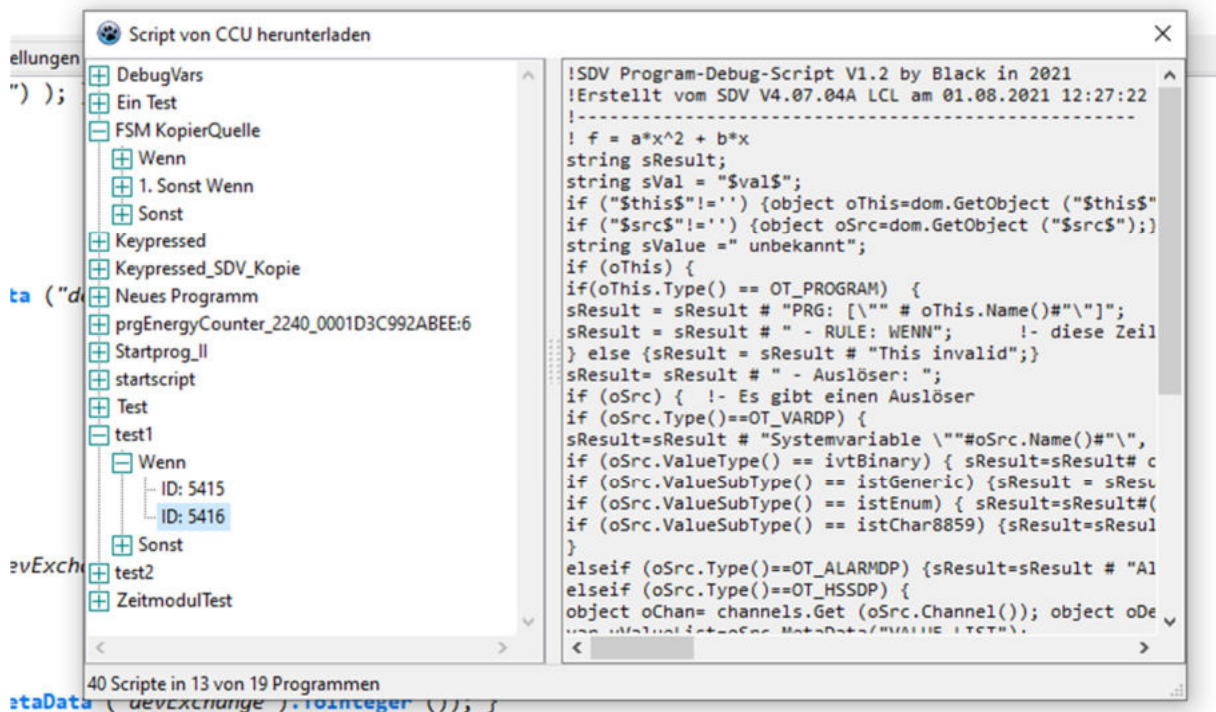 Script von CCU herunterladen
ellungen
") ); }
ta ("d
evExch
DebugVars
Ein Test
FSM KopierQuelle
Wenn
1. Sonst Wenn
Sonst
Keypressed
Keypressed_SDV_Kopie
Neues Programm
prgEnergyCounter_2240_0001D3C992ABEE:6
Startprog_II
startscript
Test
test1
Wenn
ID: 5415
ID: 5416
Sonst
test2
ZeitmodulTest
!SDV Program-Debug-Script V1.2 by Black in 2021
!Erstellt vom SDV V4.07.04A LCL am 01.08.2021 12:27:22
!----------------------------------------------------
! f = a*x^2 + b*x
string sResult;
string sVal = "$val$";
if ("$this$"!='') {object oThis=dom.GetObject ("$this$"
if ("$src$"!='') {object oSrc=dom.GetObject ("$src$");}
string sValue =" unbekannt";
if (oThis) {
if(oThis.Type() == OT_PROGRAM)  {
sResult = sResult # "PRG: [\"" # oThis.Name()#"\"]";
sResult = sResult # " - RULE: WENN";       !- diese Zeil
} else {sResult = sResult # "This invalid";}
sResult= sResult # " - Auslöser: ";
if (oSrc) {  !- Es gibt einen Auslöser
if (oSrc.Type()==OT_VARDP) {
sResult=sResult # "Systemvariable \""#oSrc.Name()#"\",
if (oSrc.ValueType() == ivtBinary) { sResult=sResult#
if (oSrc.ValueSubType() == istGeneric) {sResult = sResu
if (oSrc.ValueSubType() == istEnum) { sResult=sResult#(
if (oSrc.ValueSubType() == istChar8859) {sResult=sResul
}
elseif (oSrc.Type()==OT_ALARMDP) {sResult=sResult # "Al
elseif (oSrc.Type()==OT_HSSDP) {
object oChan= channels.Get (oSrc.Channel()); object oDe
var vValueList=oSrc.MetaData("VALUE_LIST");
40 Scripte in 13 von 19 Programmen
etaData ("devExchange").ToInteger ()); }